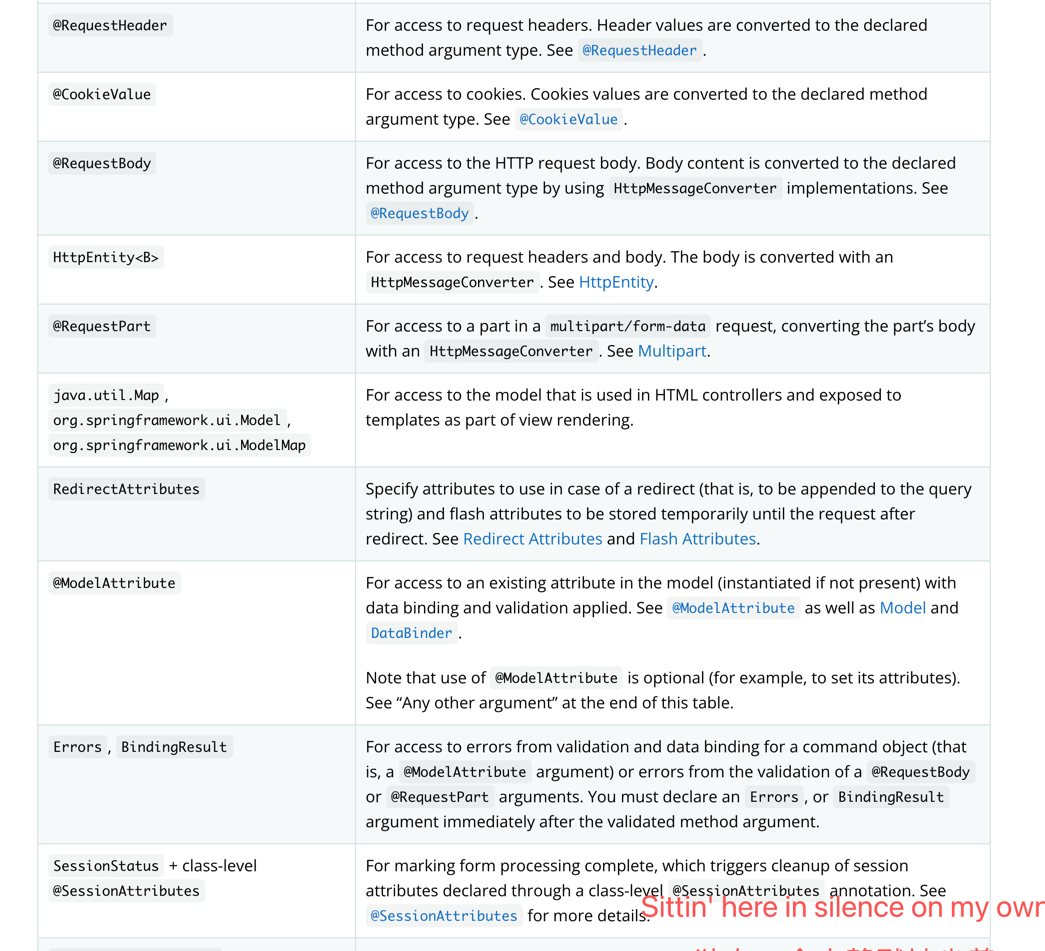 @RequestHeader
For access to request headers. Header values are converted to the declared
method argument type. See @RequestHeader.
@CookieValue
For access to cookies. Cookies values are converted to the declared method
argument type. See @CookieValue.
@RequestBody
For access to the HTTP request body. Body content is converted to the declared
method argument type by using HttpMessageConverter implementations. See
@RequestBody.
HttpEntity<B>
For access to request headers and body. The body is converted with an
HttpMessageConverter. See HttpEntity.
@RequestPart
For access to a part in a multipart/form-data request, converting the part’s body
with an HttpMessageConverter. See Multipart.
java.util.Map,
org.springframework.ui.Model,
org.springframework.ui.ModelMap
For access to the model that is used in HTML controllers and exposed to
templates as part of view rendering.
RedirectAttributes
Specify attributes to use in case of a redirect (that is, to be appended to the query
string) and flash attributes to be stored temporarily until the request after
redirect. See Redirect Attributes and Flash Attributes.
@ModelAttribute
For access to an existing attribute in the model (instantiated if not present) with
data binding and validation applied. See @ModelAttribute as well as Model and
DataBinder.
Note that use of @ModelAttribute is optional (for example, to set its attributes).
See “Any other argument” at the end of this table.
Errors, BindingResult
For access to errors from validation and data binding for a command object (that
is, a @ModelAttribute argument) or errors from the validation of a @RequestBody
or @RequestPart arguments. You must declare an Errors, or BindingResult
argument immediately after the validated method argument.
SessionStatus + class-level
@SessionAttributes
For marking form processing complete, which triggers cleanup of session
attributes declared through a class-level @SessionAttributes annotation. See
@SessionAttributes for more details.
Sittin' here in silence on my own